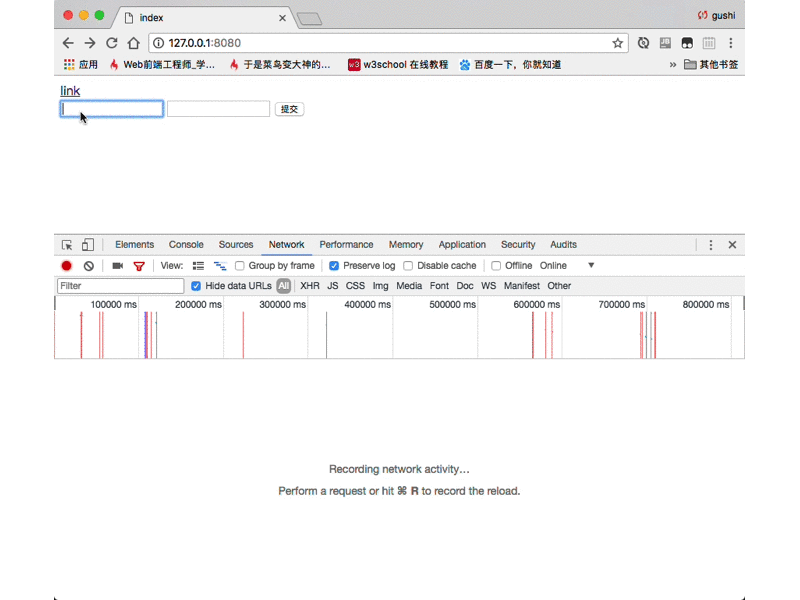 index
gushi
127.0.0.1:8080
应用 Web前端工程师_学... 于是菜鸟变大神的... w3 w3school 在线教程 百度一下，你就知道 » 其他书签
link
提交
Elements Console Sources Network Performance Memory Application Security Audits
View: Group by frame Preserve log Disable cache Offline Online
Filter Hide data URLs All XHR JS CSS Img Media Font Doc WS Manifest Other
100000 ms 200000 ms 300000 ms 400000 ms 500000 ms 600000 ms 700000 ms 800000 ms
Recording network activity…
Perform a request or hit ⌘ R to record the reload.